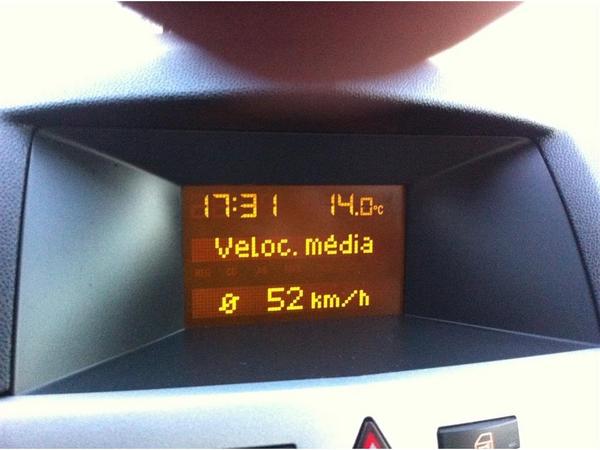 17:31 14.0°C
Veloc. média
Ø 52 km/h